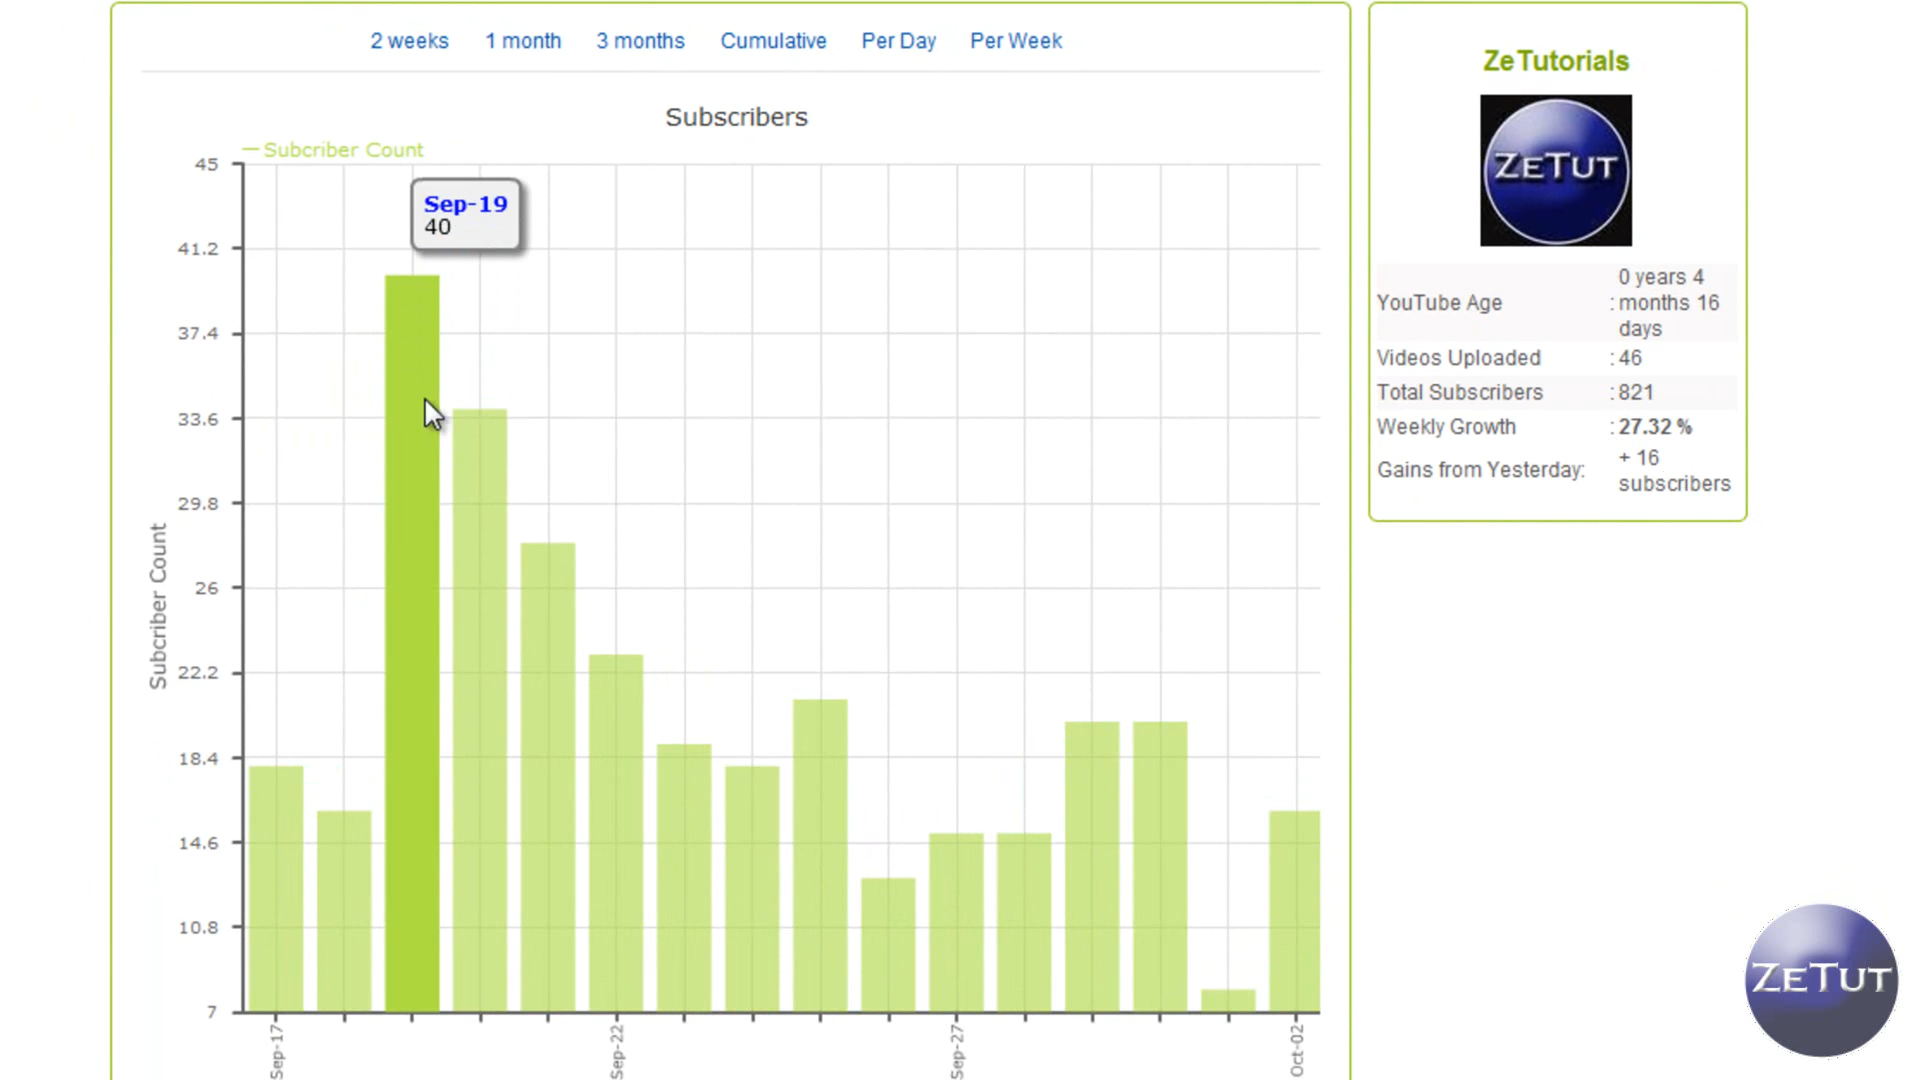 2 weeks 1 month 3 months Cumulative Per Day Per Week
Subscribers
Subcriber Count
45
41.2
37.4
33.6
29.8
26
22.2
18.4
14.6
10.8
7
Subcriber Count
Sep-19
40
Sep-17 Sep-22 Sep-27 Oct-02
ZeTutorials
ZETUT
YouTube Age : 0 years 4
months 16
days
Videos Uploaded : 46
Total Subscribers : 821
Weekly Growth : 27.32 %
Gains from Yesterday: + 16
subscribers
ZETUT